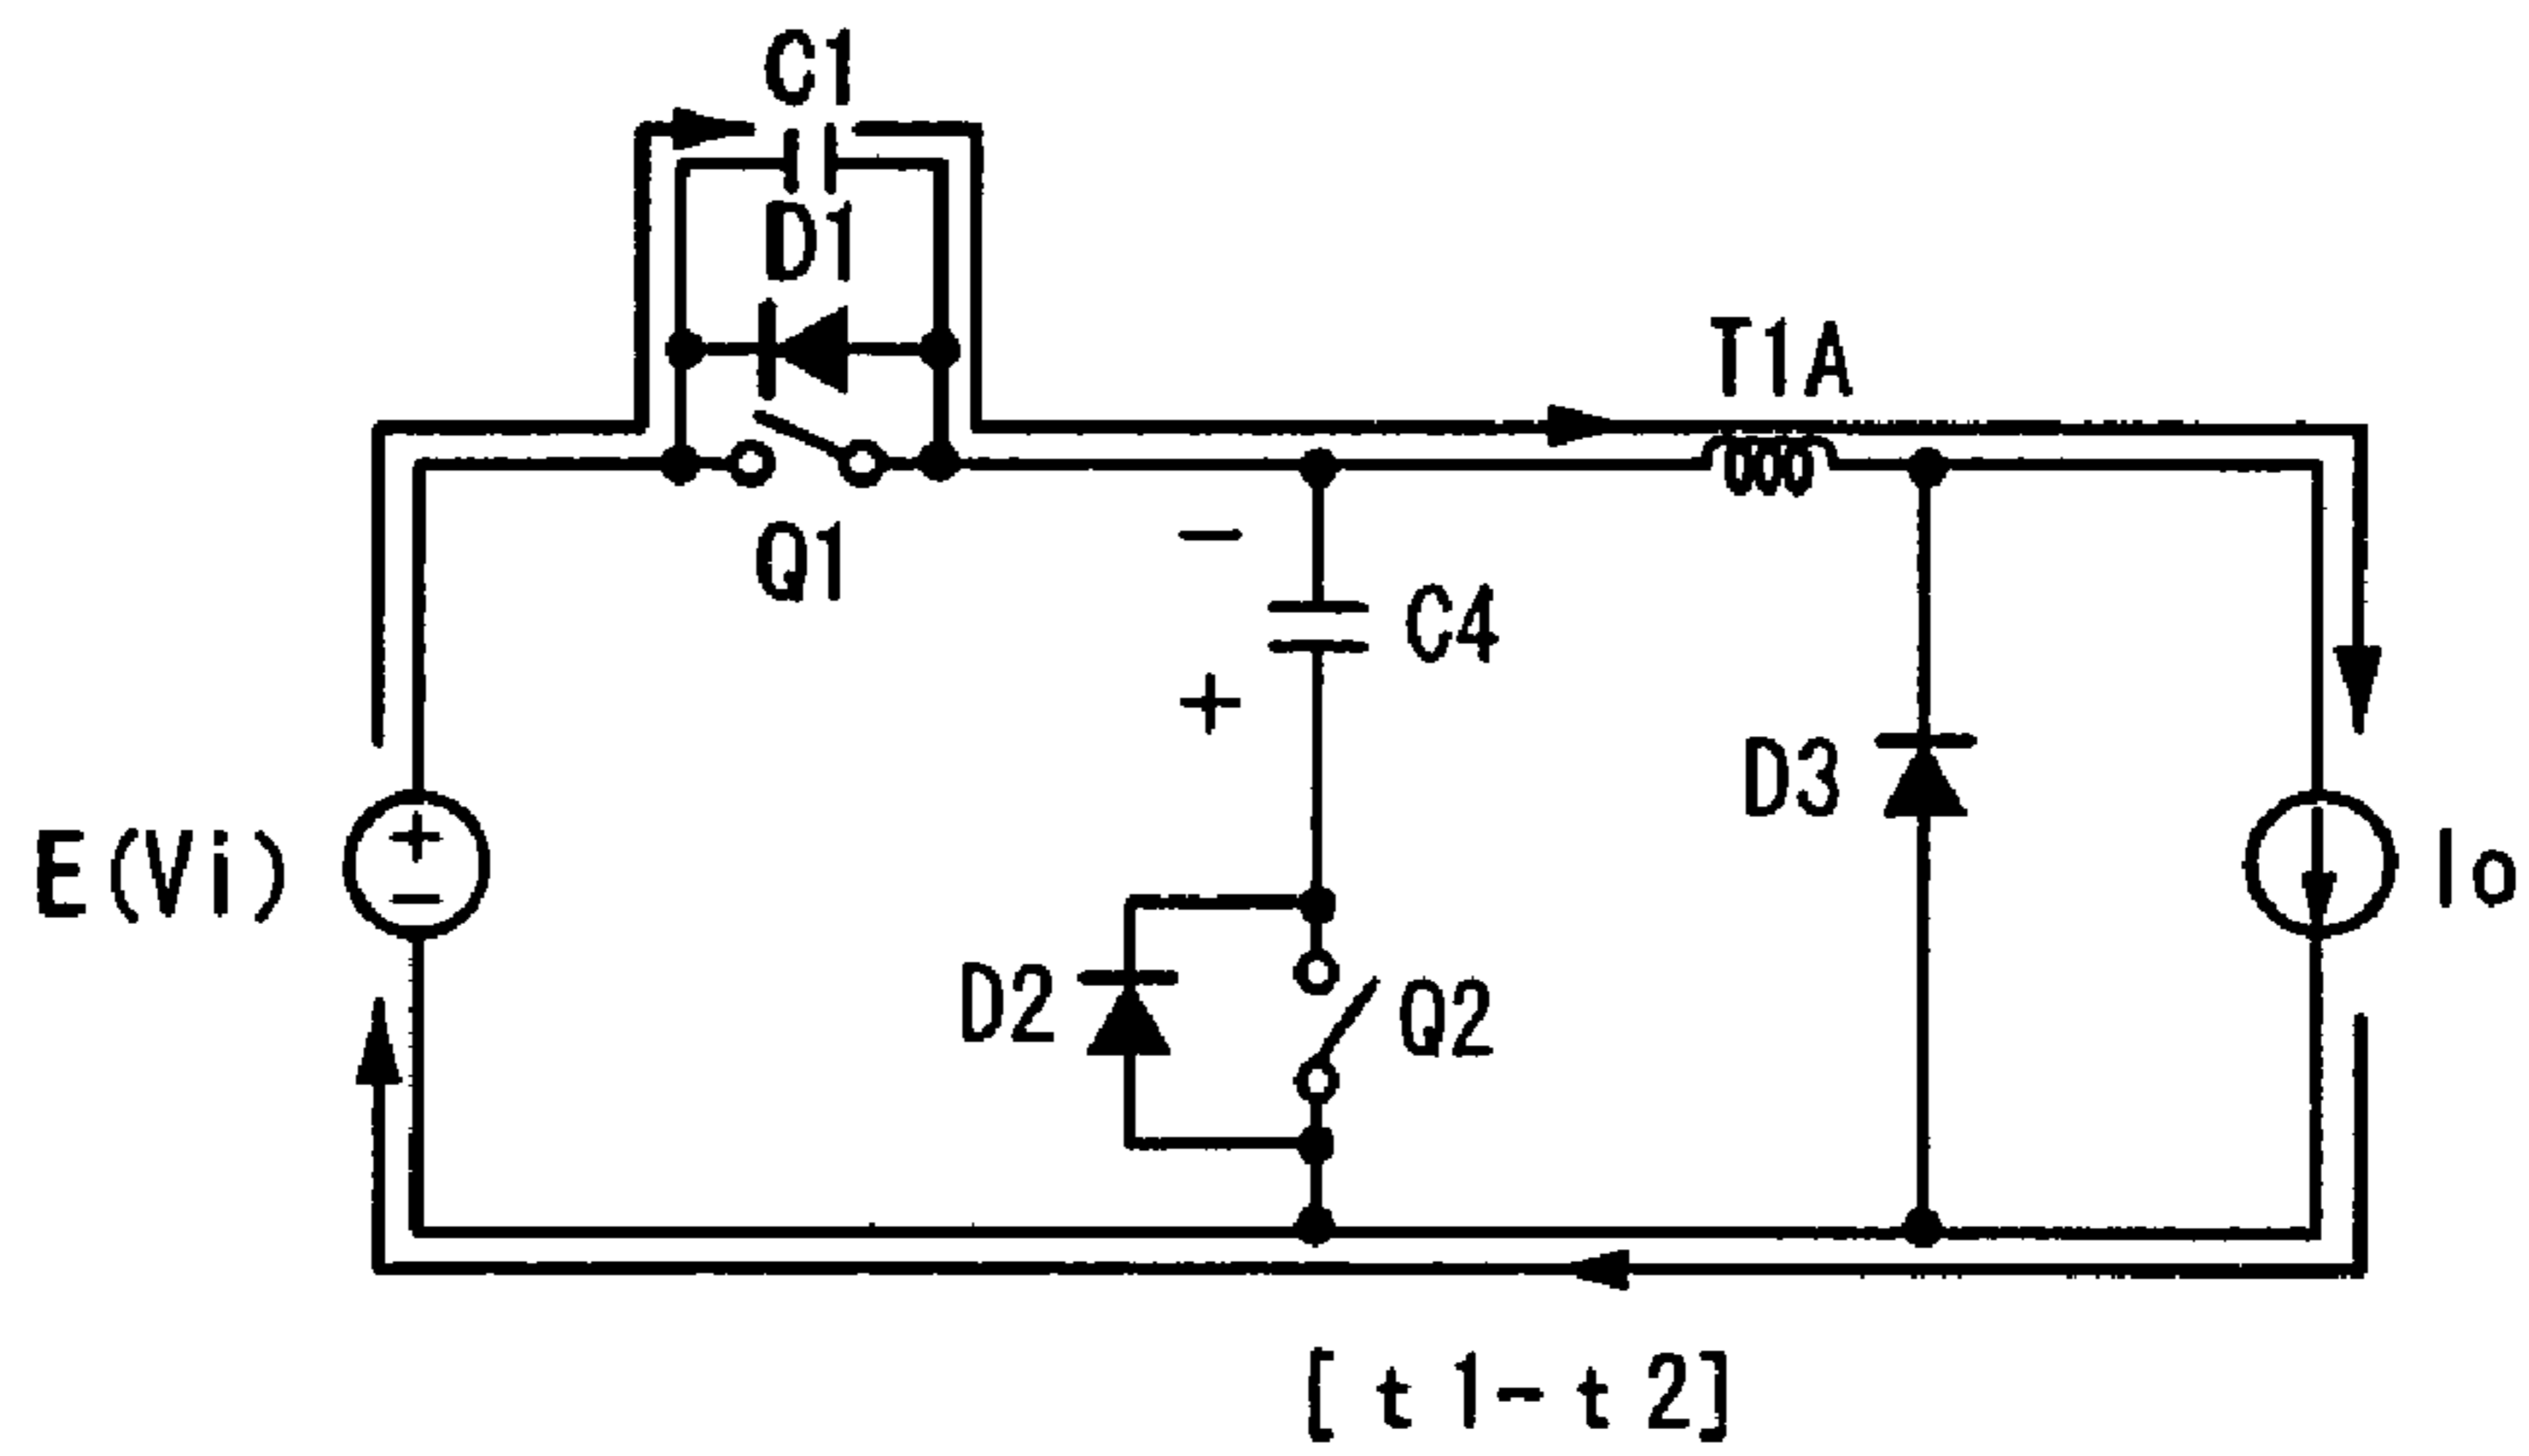 C1
D1
T1A
Q1
−
C4
+
D3
E(Vi)
+
−
Io
D2
Q2
[t1-t2]